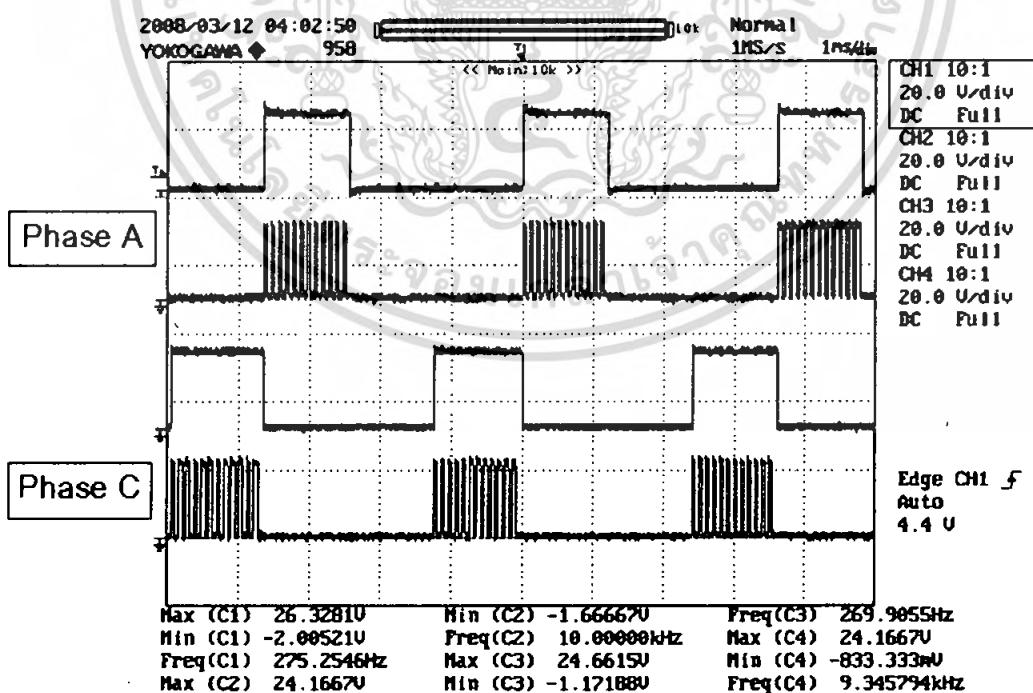 2008/03/12 04:02:50
Normal
YOKOGAWA 958
1MS/s 1ms/div
<< Main:10k >>
10k
CH1 10:1
20.0 V/div
DC Full
CH2 10:1
20.0 V/div
DC Full
CH3 10:1
20.0 V/div
DC Full
CH4 10:1
20.0 V/div
DC Full
Phase A
Phase C
Edge CH1
Auto
4.4 V
Max (C1) 26.3281V Min (C2) -1.66667V Freq(C3) 269.9055Hz
Min (C1) -2.00521V Freq(C2) 10.00000kHz Max (C4) 24.1667V
Freq(C1) 275.2546Hz Max (C3) 24.6615V Min (C4) -833.333mV
Max (C2) 24.1667V Min (C3) -1.17188V Freq(C4) 9.345794kHz